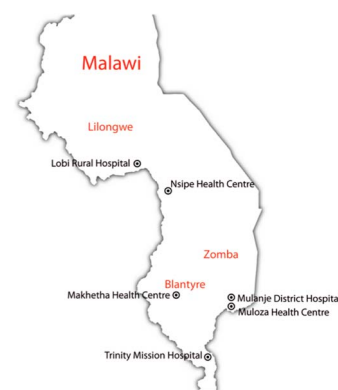 Malawi
Lilongwe
Lobi Rural Hospital
Nsipe Health Centre
Zomba
Blantyre
Makhetha Health Centre
Mulanje District Hospita
Muloza Health Centre
Trinity Mission Hospital